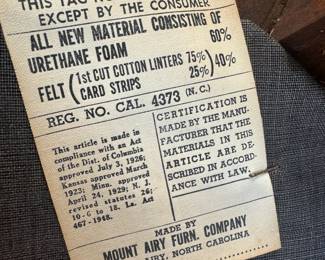 THIS TAG NO
EXCEPT BY THE CONSUMER
ALL NEW MATERIAL CONSISTING OF
URETHANE FOAM 60%
FELT (1st CUT COTTON LINTERS 75%
CARD STRIPS 25%) 40%
REG. NO. CAL. 4373 (N. C.)
This article is made in
compliance with an Act
of the Dist. of Columbia
approved July 3, 1926;
Kansas approved March
1923; Minn. approved
April 24, 1929; N. J.
revised statutes 26;
10-6 to 18. La. Act
467-1948.
CERTIFICATION IS
MADE BY THE MANU-
FACTURER THAT THE
MATERIALS IN THIS
ARTICLE ARE DE-
SCRIBED IN ACCORD-
ANCE WITH LAW.
MADE BY
MOUNT AIRY FURN. COMPANY
AIRY, NORTH CAROLINA